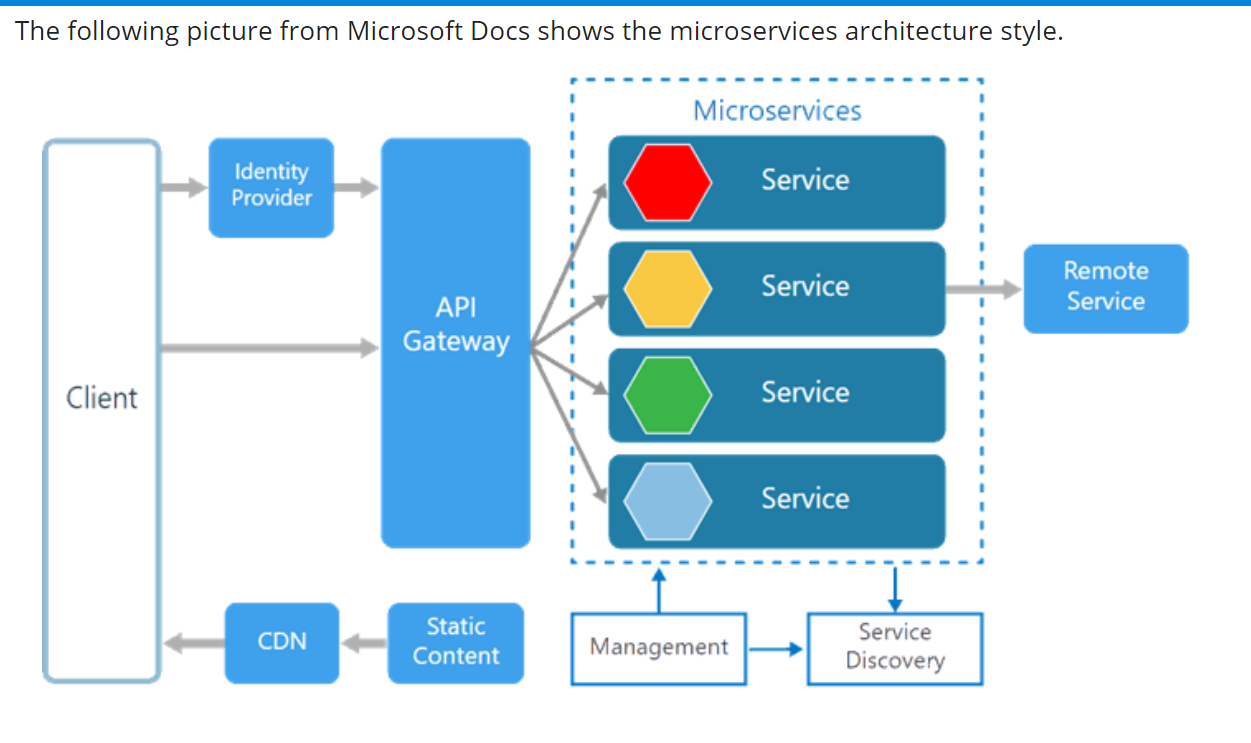 The following picture from Microsoft Docs shows the microservices architecture style.
Microservices
Identity
Provider
Service
Service
Remote
Service
API
Gateway
Client
Service
Service
CDN
Static
Content
Management
Service
Discovery